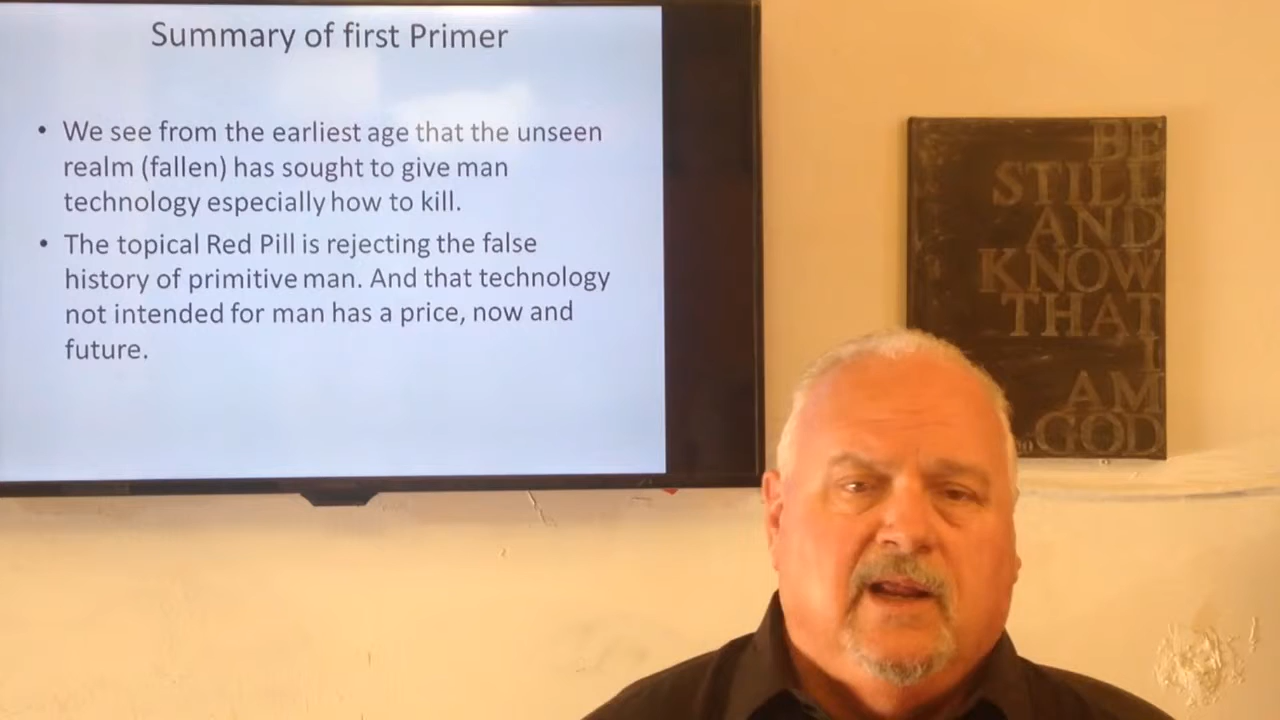 Summary of first Primer
• We see from the earliest age that the unseen
realm (fallen) has sought to give man
technology especially how to kill.
• The topical Red Pill is rejecting the false
history of primitive man. And that technology
not intended for man has a price, now and
future.
BE
STILL
AND
KNOW
THAT
I
AM
GOD